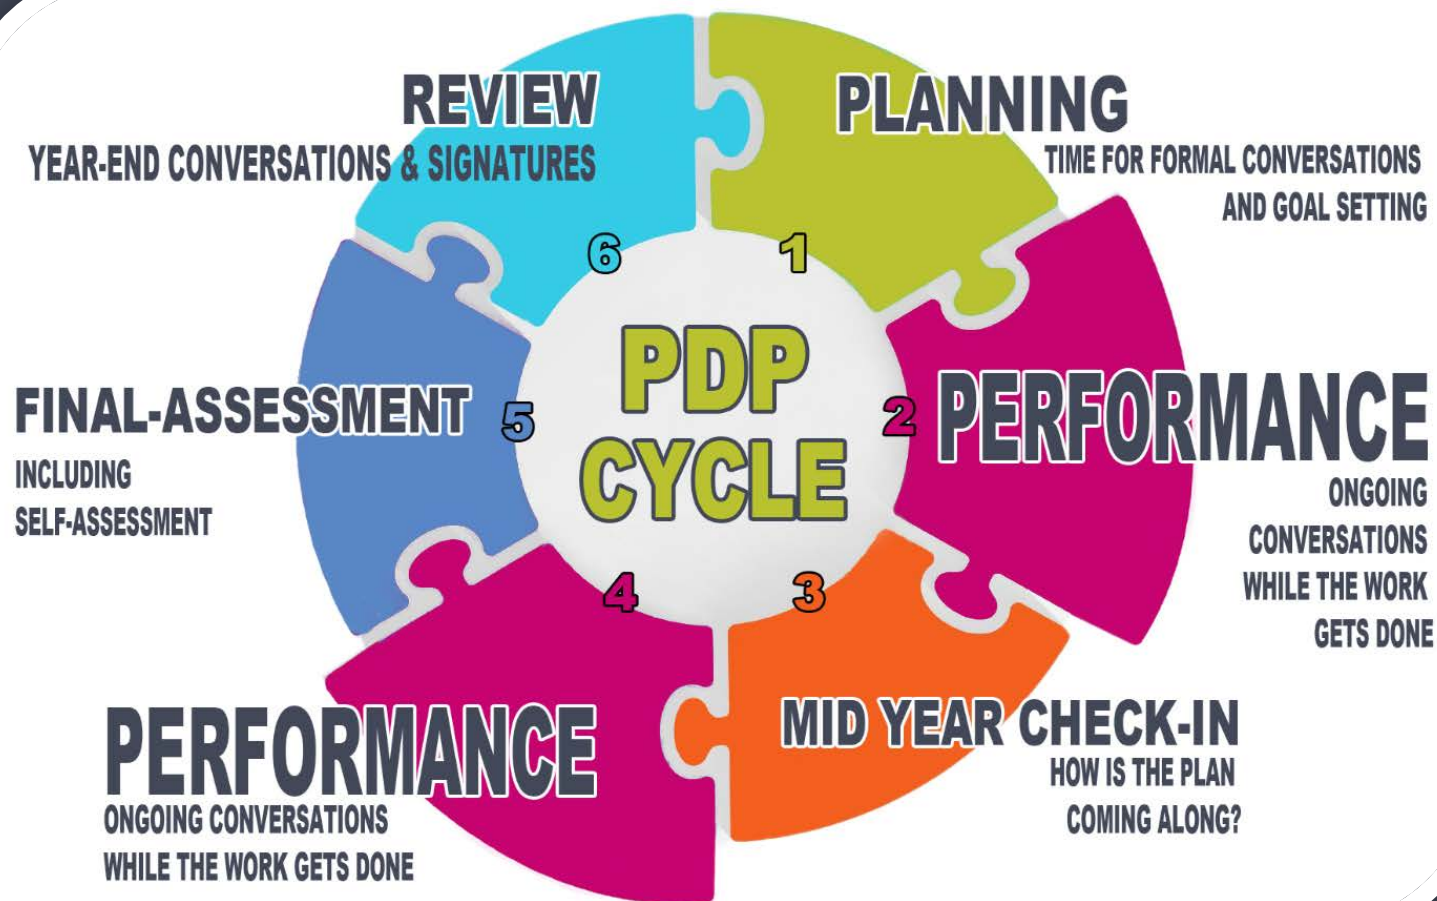 PDP
CYCLE
1
PLANNING
TIME FOR FORMAL CONVERSATIONS
AND GOAL SETTING
2
PERFORMANCE
ONGOING
CONVERSATIONS
WHILE THE WORK
GETS DONE
3
MID YEAR CHECK-IN
HOW IS THE PLAN
COMING ALONG?
4
PERFORMANCE
ONGOING CONVERSATIONS
WHILE THE WORK GETS DONE
5
FINAL-ASSESSMENT
INCLUDING
SELF-ASSESSMENT
6
REVIEW
YEAR-END CONVERSATIONS & SIGNATURES